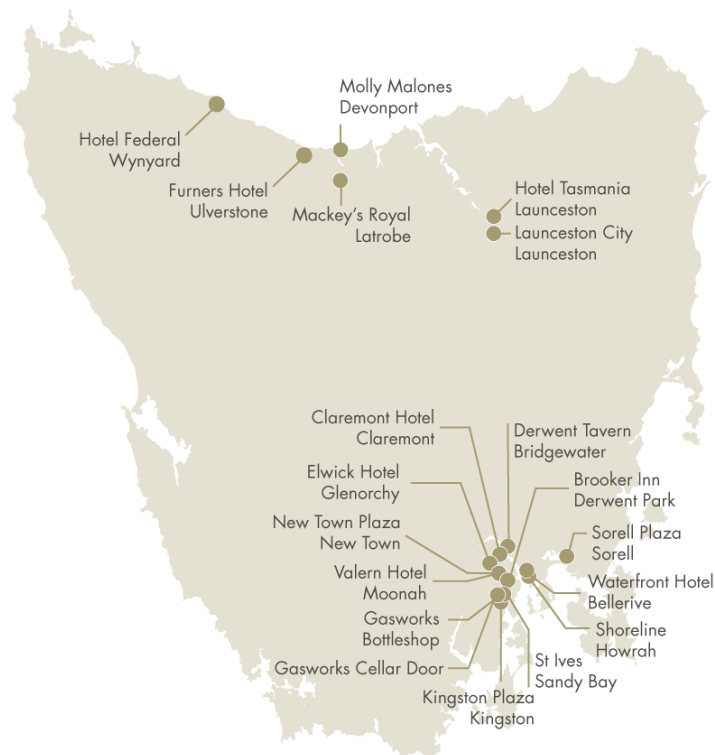 Molly Malones
Devonport
Hotel Federal
Wynyard
Furners Hotel
Ulverstone
Mackey's Royal
Latrobe
Hotel Tasmania
Launceston
Launceston City
Launceston
Claremont Hotel
Claremont
Derwent Tavern
Bridgewater
Elwick Hotel
Glenorchy
Brooker Inn
Derwent Park
New Town Plaza
New Town
Sorell Plaza
Sorell
Valern Hotel
Moonah
Waterfront Hotel
Bellerive
Gasworks
Bottleshop
Shoreline
Howrah
Gasworks Cellar Door
St Ives
Sandy Bay
Kingston Plaza
Kingston